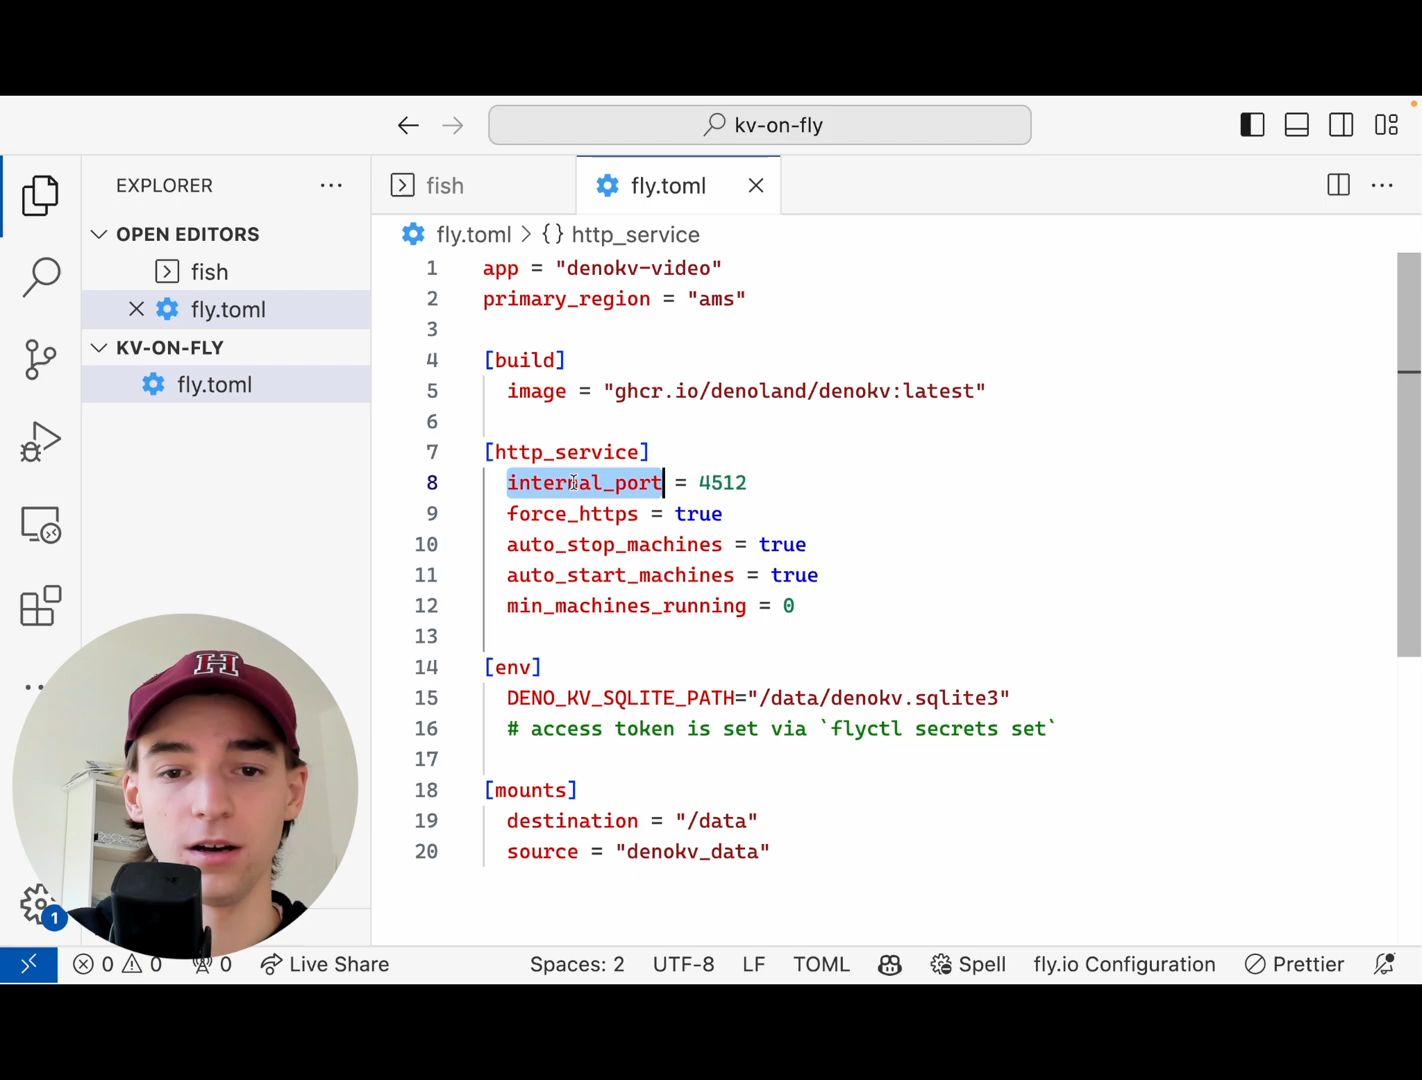 kv-on-fly
EXPLORER
OPEN EDITORS
fish
fly.toml
KV-ON-FLY
fly.toml
fish
fly.toml
fly.toml > {} http_service
1 app = "denokv-video"
2 primary_region = "ams"
3
4 [build]
5 image = "ghcr.io/denoland/denokv:latest"
6
7 [http_service]
8 internal_port = 4512
9 force_https = true
10 auto_stop_machines = true
11 auto_start_machines = true
12 min_machines_running = 0
13
14 [env]
15 DENO_KV_SQLITE_PATH="/data/denokv.sqlite3"
16 # access token is set via `flyctl secrets set`
17
18 [mounts]
19 destination = "/data"
20 source = "denokv_data"
H
1
0 0 0 Live Share Spaces: 2 UTF-8 LF TOML Spell fly.io Configuration Prettier